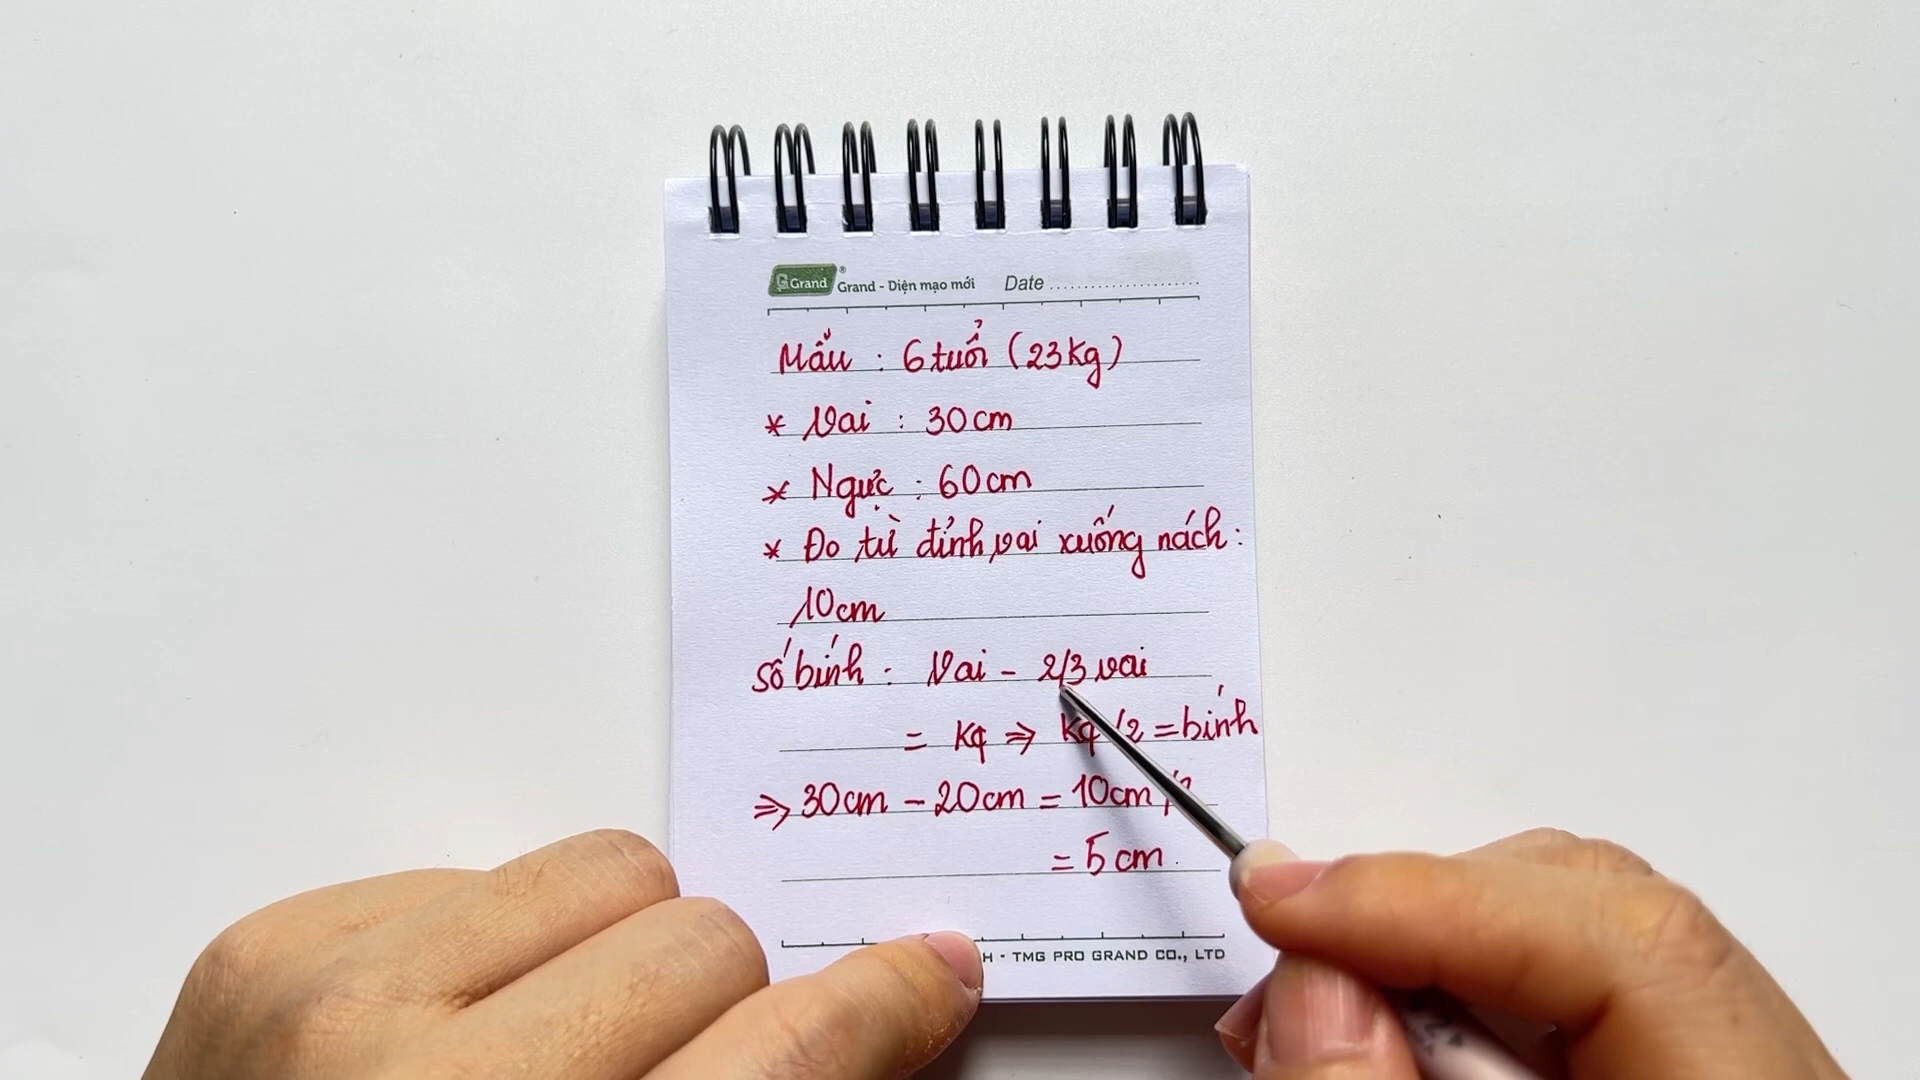 Grand
Grand - Diện mạo mới Date
Mẫu : 6 tuổi (23kg)
* Vai : 30cm
* Ngực : 60cm
* Đo từ đỉnh vai xuống nách :
10cm
Số bính : Vai - 2/3 vai
= Kq => kq /2 = bính
=> 30cm - 20cm = 10cm /2
= 5cm
H - TMG PRO GRAND CO., LTD